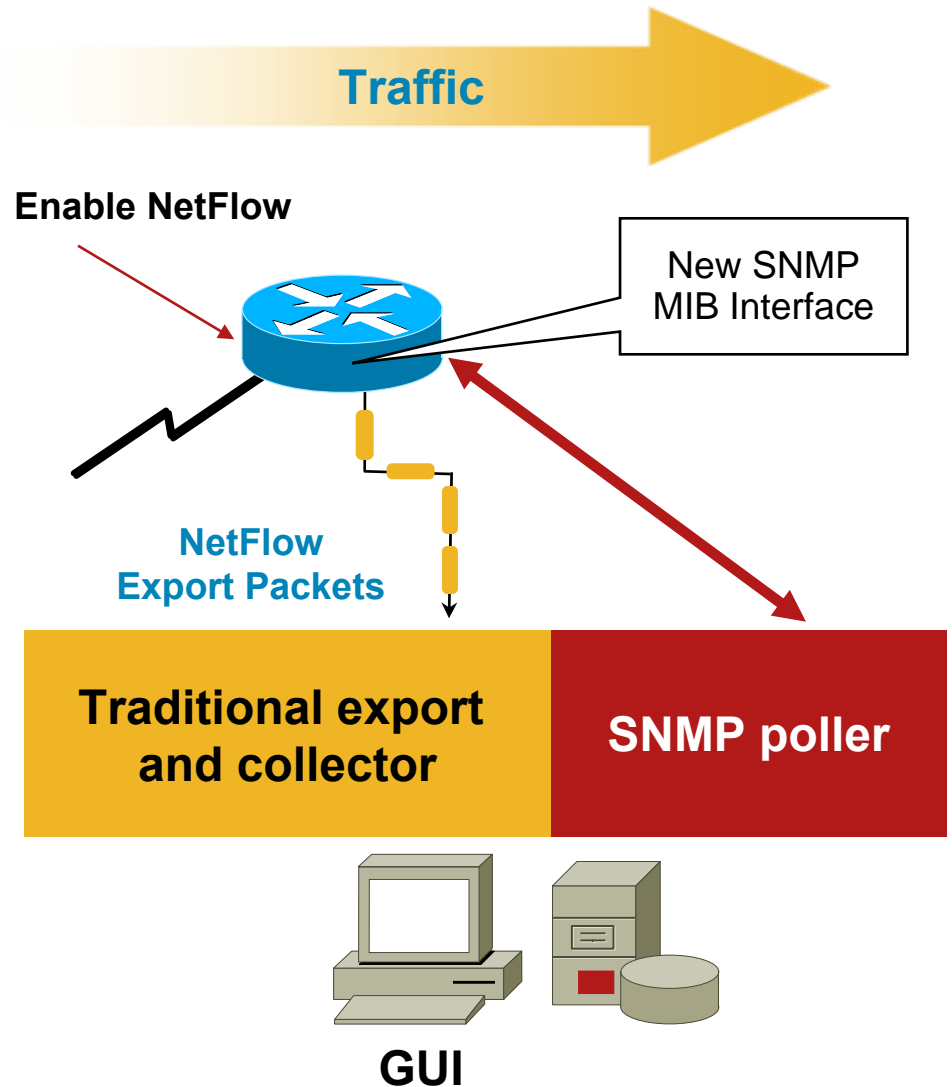 Traffic
Enable NetFlow
New SNMP
MIB Interface
NetFlow
Export Packets
Traditional export
and collector
SNMP poller
GUI